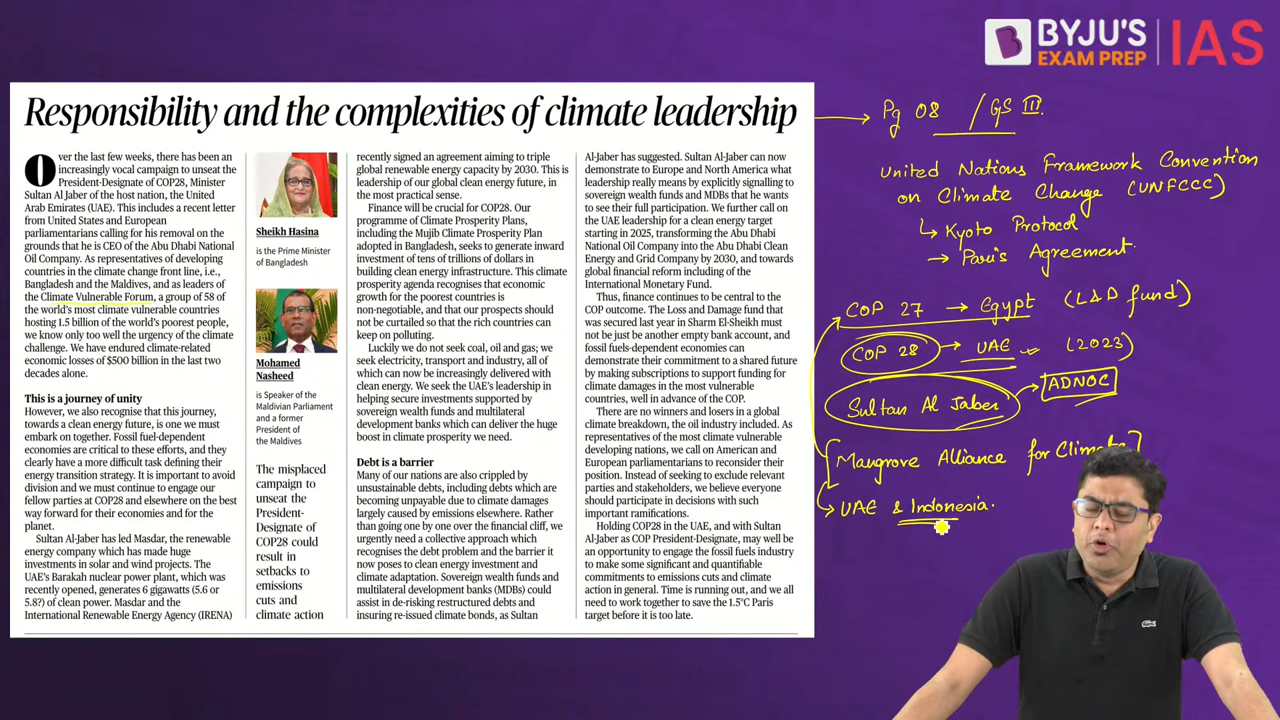 BYJU'S
EXAM PREP
IAS
Responsibility and the complexities of climate leadership
Over the last few weeks, there has been an
increasingly vocal campaign to unseat the
President-Designate of COP28, Minister
Sultan Al Jaber of the host nation, the United
Arab Emirates (UAE). This includes a recent letter
from United States and European
parliamentarians calling for his removal on the
grounds that he is CEO of the Abu Dhabi National
Oil Company. As representatives of developing
countries in the climate change front line, i.e.,
Bangladesh and the Maldives, and as leaders of
the Climate Vulnerable Forum, a group of 58 of
the world's most climate vulnerable countries
hosting 1.5 billion of the world's poorest people,
we know only too well the urgency of the climate
challenge. We have endured climate-related
economic losses of $500 billion in the last two
decades alone.
This is a journey of unity
However, we also recognise that this journey,
towards a clean energy future, is one we must
embark on together. Fossil fuel-dependent
economies are critical to these efforts, and they
clearly have a more difficult task defining their
energy transition strategy. It is important to avoid
division and we must continue to engage our
fellow parties at COP28 and elsewhere on the best
way forward for their economies and for the
planet.
Sultan Al-Jaber has led Masdar, the renewable
energy company which has made huge
investments in solar and wind projects. The
UAE's Barakah nuclear power plant, which was
recently opened, generates 6 gigawatts (5.6 or
5.8?) of clean power. Masdar and the
International Renewable Energy Agency (IRENA)
Sheikh Hasina
is the Prime Minister
of Bangladesh
Mohamed
Nasheed
is Speaker of the
Maldivian Parliament
and a former
President of
the Maldives
The misplaced
campaign to
unseat the
President-
Designate of
COP28 could
result in
setbacks to
emissions
cuts and
climate action
recently signed an agreement aiming to triple
global renewable energy capacity by 2030. This is
leadership of our global clean energy future, in
the most practical sense.
Finance will be crucial for COP28. Our
programme of Climate Prosperity Plans,
including the Mujib Climate Prosperity Plan
adopted in Bangladesh, seeks to generate inward
investment of tens of trillions of dollars in
building clean energy infrastructure. This climate
prosperity agenda recognises that economic
growth for the poorest countries is
non-negotiable, and that our prospects should
not be curtailed so that the rich countries can
keep on polluting.
Luckily we do not seek coal, oil and gas; we
seek electricity, transport and industry, all of
which can now be increasingly delivered with
clean energy. We seek the UAE's leadership in
helping secure investments supported by
sovereign wealth funds and multilateral
development banks which can deliver the huge
boost in climate prosperity we need.
Debt is a barrier
Many of our nations are also crippled by
unsustainable debts, including debts which are
becoming unpayable due to climate damages
largely caused by emissions elsewhere. Rather
than going one by one over the financial cliff, we
urgently need a collective approach which
recognises the debt problem and the barrier it
now poses to clean energy investment and
climate adaptation. Sovereign wealth funds and
multilateral development banks (MDBs) could
assist in de-risking restructured debts and
insuring re-issued climate bonds, as Sultan
Al-Jaber has suggested. Sultan Al-Jaber can now
demonstrate to Europe and North America what
leadership really means by explicitly signalling to
sovereign wealth funds and MDBs that he wants
to see their full participation. We further call on
the UAE leadership for a clean energy target
starting in 2025, transforming the Abu Dhabi
National Oil Company into the Abu Dhabi Clean
Energy and Grid Company by 2030, and towards
global financial reform including of the
International Monetary Fund.
Thus, finance continues to be central to the
COP outcome. The Loss and Damage fund that
was secured last year in Sharm El-Sheikh must
not be just another empty bank account, and
fossil fuels-dependent economies can
demonstrate their commitment to a shared future
by making subscriptions to support funding for
climate damages in the most vulnerable
countries, well in advance of the COP.
There are no winners and losers in a global
climate breakdown, the oil industry included. As
representatives of the most climate vulnerable
developing nations, we call on American and
European parliamentarians to reconsider their
position. Instead of seeking to exclude relevant
parties and stakeholders, we believe everyone
should participate in decisions with such
important ramifications.
Holding COP28 in the UAE, and with Sultan
Al-Jaber as COP President-Designate, may well be
an opportunity to engage the fossil fuels industry
to make some significant and quantifiable
commitments to emissions cuts and climate
action in general. Time is running out, and we all
need to work together to save the 1.5°C Paris
target before it is too late.
Pg 08 / GS III.
United Nations Framework Convention
on Climate Change (UNFCCC)
Kyoto Protocol
Paris Agreement.
COP 27 → Egypt (L&D fund)
COP 28 → UAE (2023)
Sultan Al Jaber → ADNOC
Mangrove Alliance for Climate
UAE & Indonesia.